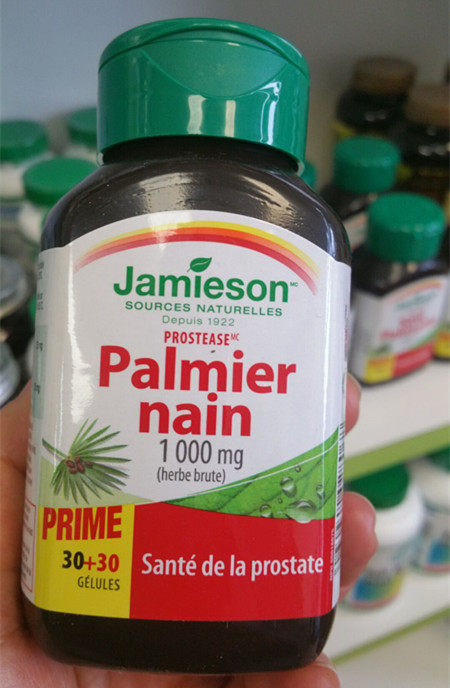 Jamieson MC
SOURCES NATURELLES
Depuis 1922
PROSTEASE MC
Palmier
nain
1 000 mg
(herbe brute)
PRIME
30+30
GÉLULES
Santé de la prostate